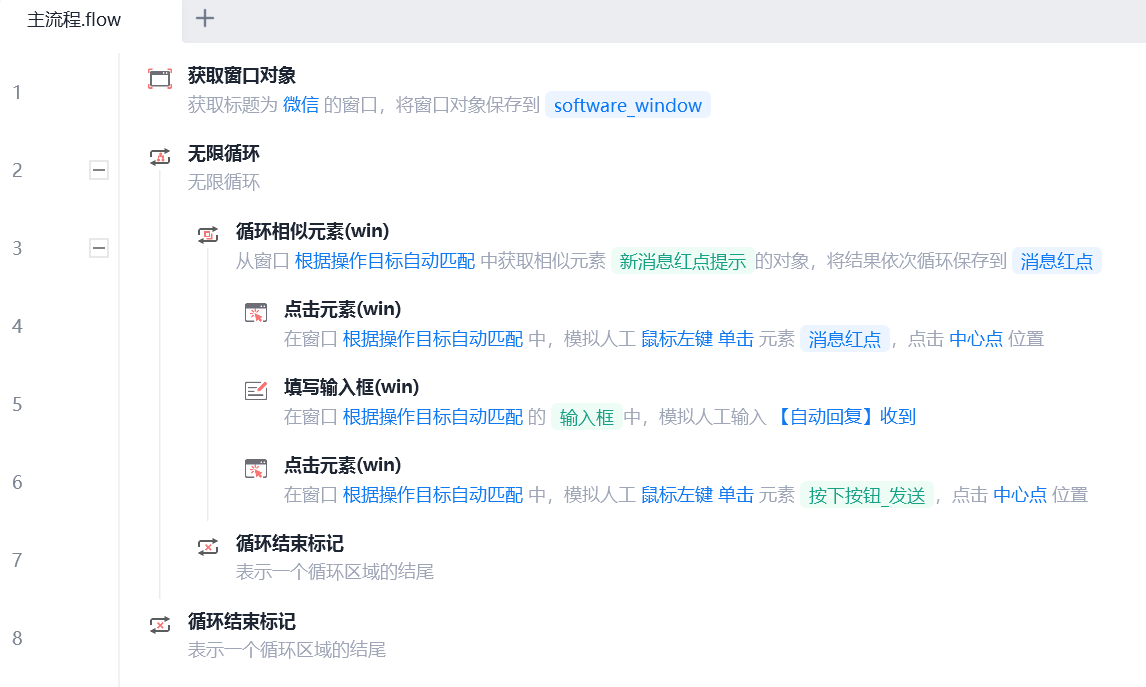 主流程.flow
1
获取窗口对象
获取标题为 微信 的窗口，将窗口对象保存到 software_window
2
无限循环
无限循环
3
循环相似元素(win)
从窗口 根据操作目标自动匹配 中获取相似元素 新消息红点提示 的对象，将结果依次循环保存到 消息红点
4
点击元素(win)
在窗口 根据操作目标自动匹配 中，模拟人工 鼠标左键 单击 元素 消息红点 ，点击 中心点 位置
5
填写输入框(win)
在窗口 根据操作目标自动匹配 的 输入框 中，模拟人工输入 【自动回复】收到
6
点击元素(win)
在窗口 根据操作目标自动匹配 中，模拟人工 鼠标左键 单击 元素 按下按钮_发送 ，点击 中心点 位置
7
循环结束标记
表示一个循环区域的结尾
8
循环结束标记
表示一个循环区域的结尾